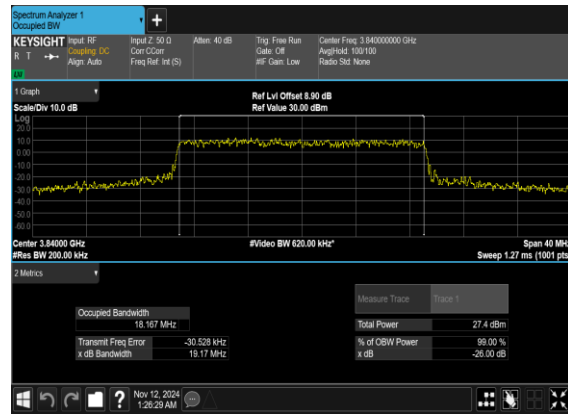 Spectrum Analyzer 1
Occupied BW
+
KEYSIGHT Input: RF Input Z: 50 Ω Atten: 40 dB Trig: Free Run Center Freq: 3.840000000 GHz
R T Coupling: DC Corr CCorr Gate: Off Avg|Hold: 100/100
Align: Auto Freq Ref: Int (S) #IF Gain: Low Radio Std: None
LXI
1 Graph
Ref Lvl Offset 8.90 dB
Scale/Div 10.0 dB Ref Value 30.00 dBm
Log
20.0
10.0
0.00
-10.0
-20.0
-30.0
-40.0
-50.0
-60.0
Center 3.84000 GHz #Video BW 620.00 kHz* Span 40 MHz
#Res BW 200.00 kHz Sweep 1.27 ms (1001 pts)
2 Metrics
Measure Trace Trace 1
Occupied Bandwidth
18.167 MHz Total Power 27.4 dBm
Transmit Freq Error -30.528 kHz % of OBW Power 99.00 %
x dB Bandwidth 19.17 MHz x dB -26.00 dB
? Nov 12, 2024
1:26:29 AM